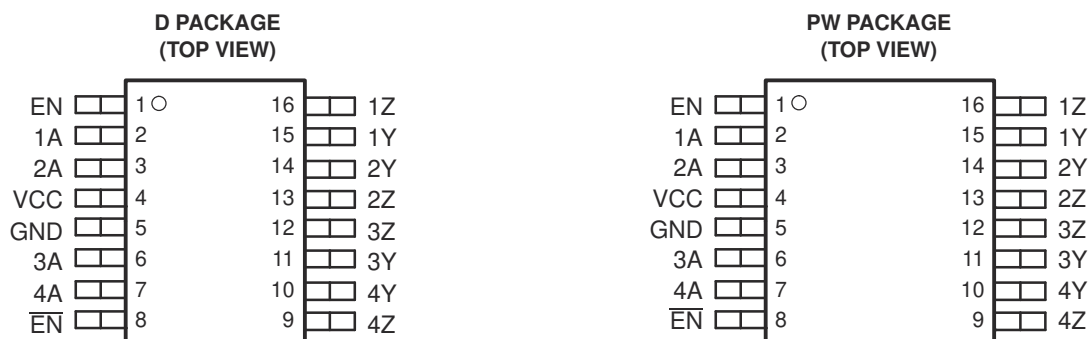 D PACKAGE
(TOP VIEW)
EN 1 16 1Z
1A 2 15 1Y
2A 3 14 2Y
VCC 4 13 2Z
GND 5 12 3Z
3A 6 11 3Y
4A 7 10 4Y
E̅N̅ 8 9 4Z
PW PACKAGE
(TOP VIEW)
EN 1 16 1Z
1A 2 15 1Y
2A 3 14 2Y
VCC 4 13 2Z
GND 5 12 3Z
3A 6 11 3Y
4A 7 10 4Y
E̅N̅ 8 9 4Z